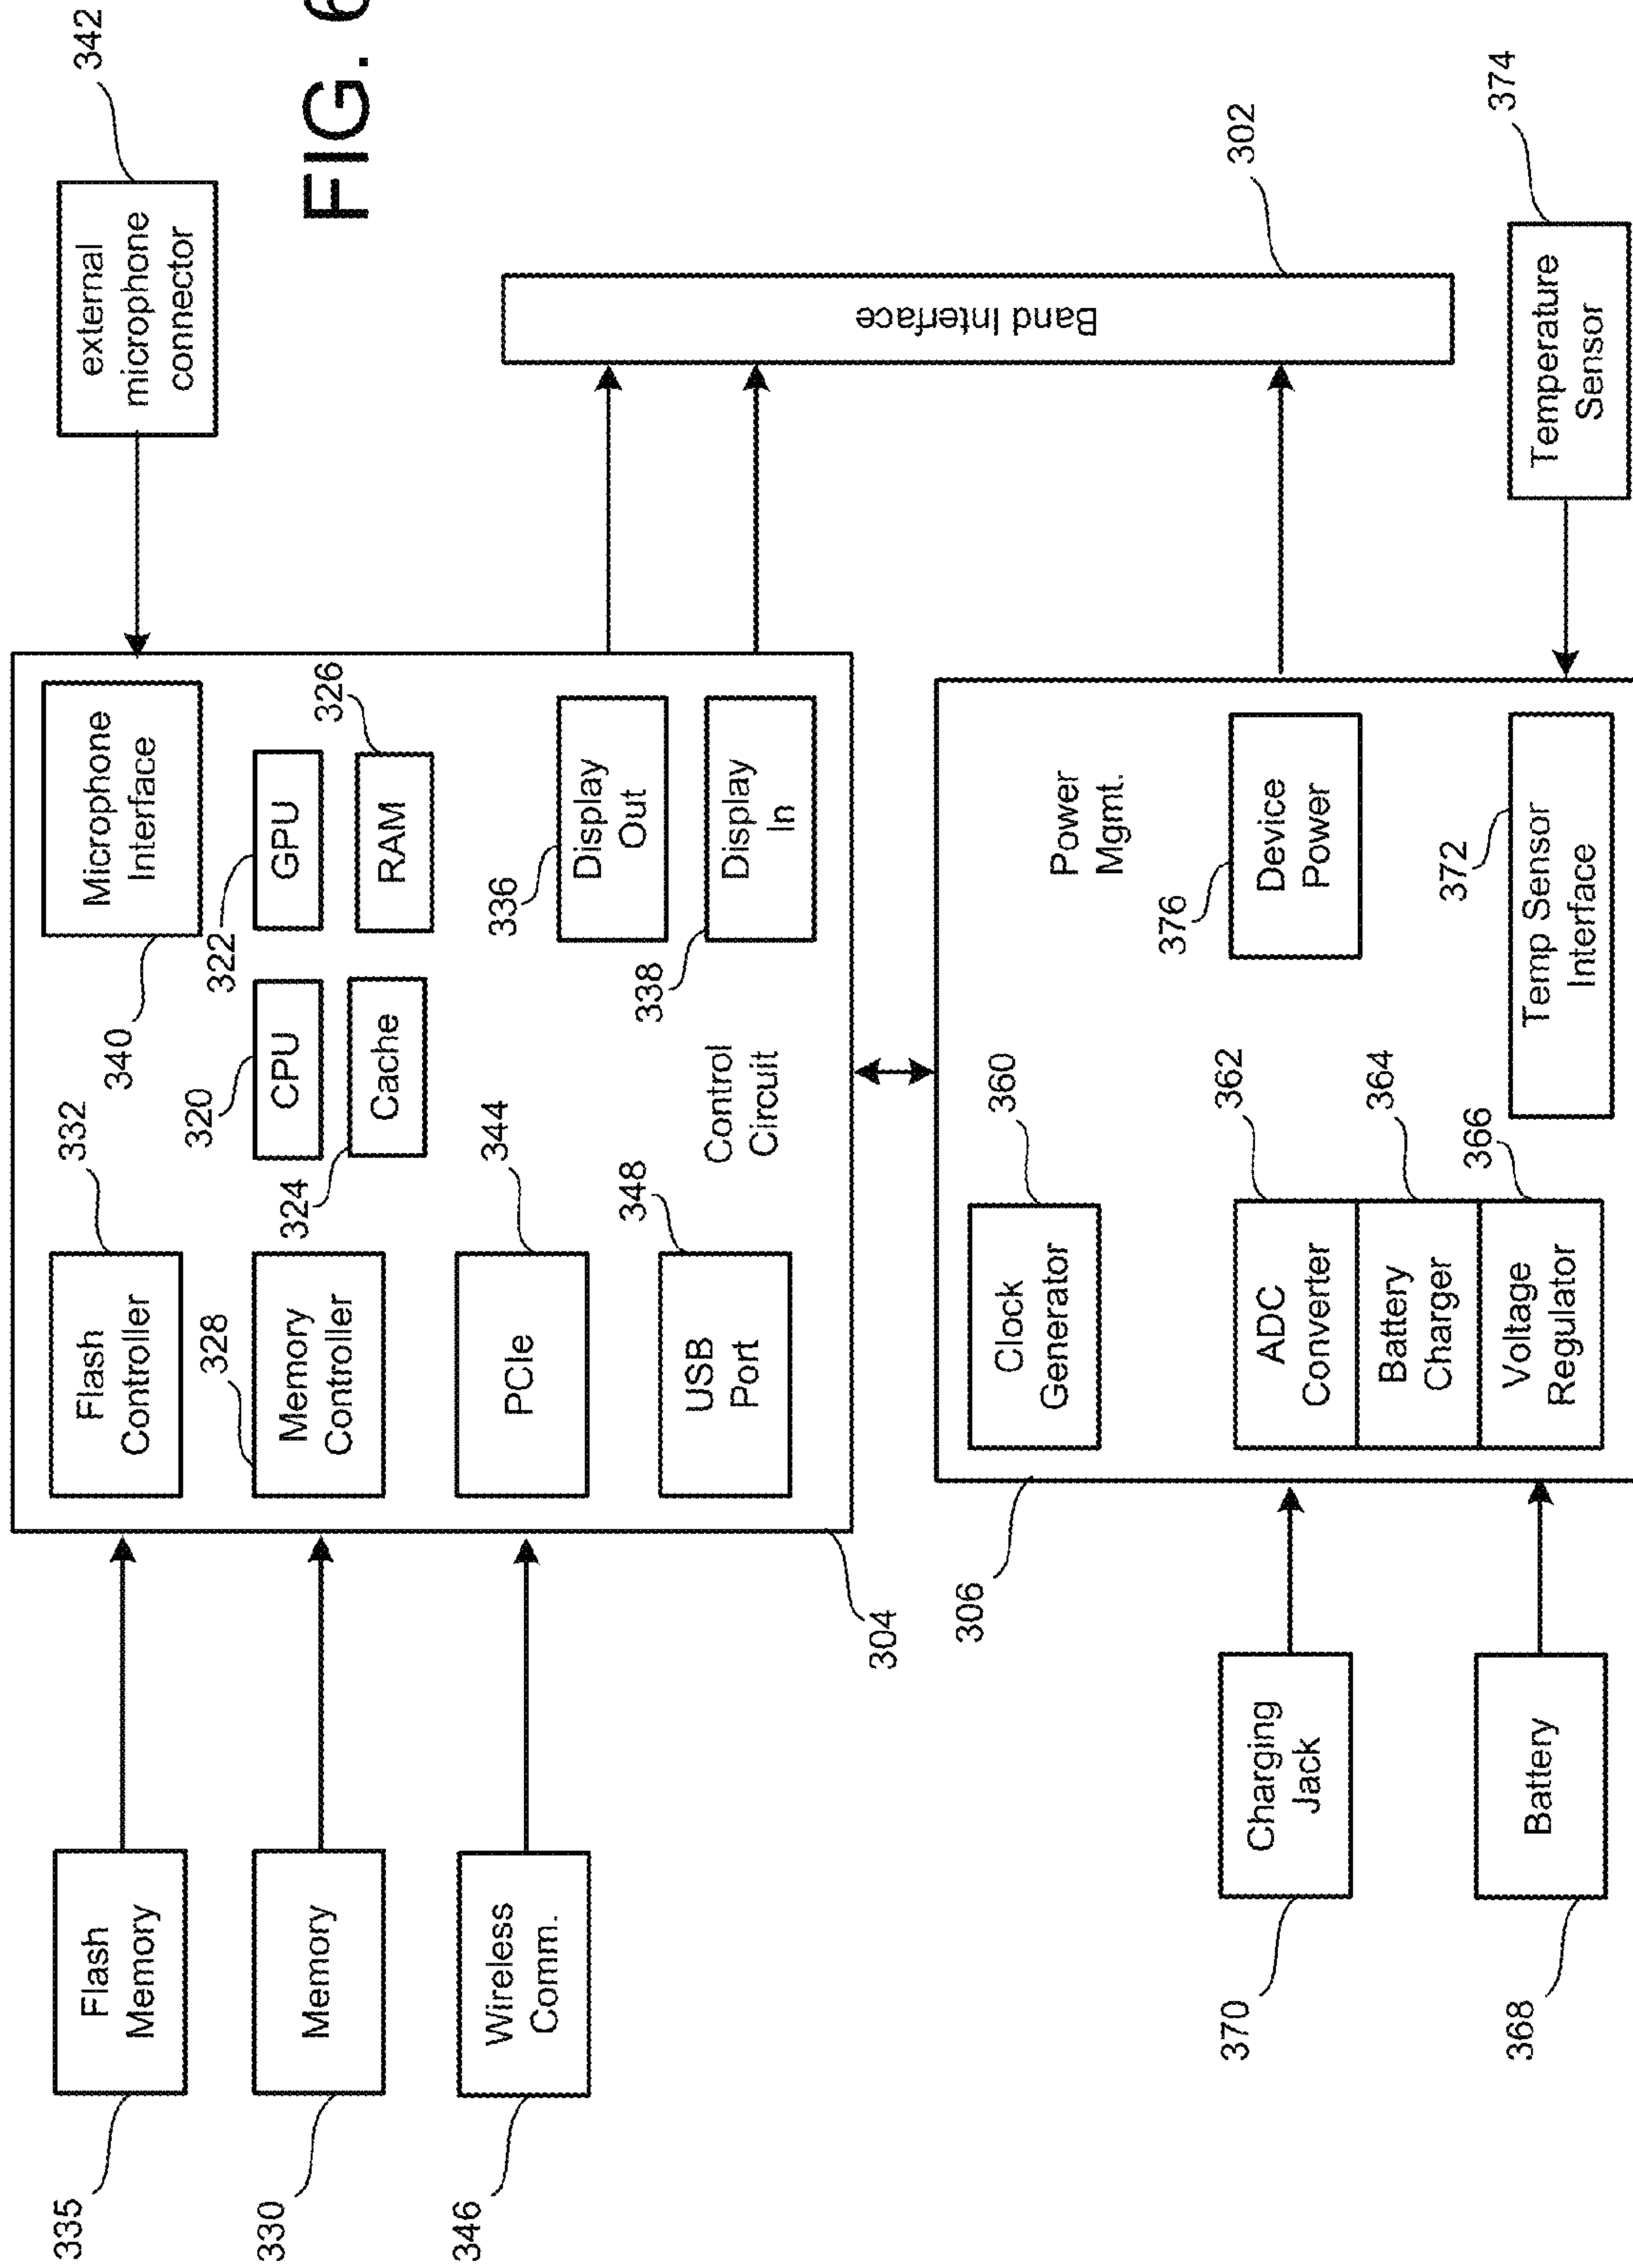 342
FIG. 6
external
microphone
connector
302
Band Interface
374
Temperature
Sensor
Microphone
Interface
340
332
Flash
Controller
320
CPU
322
GPU
324
Cache
326
RAM
328
Memory
Controller
344
PCIe
336
Display
Out
338
Display
In
348
USB
Port
Control
Circuit
304
335
Flash
Memory
330
Memory
346
Wireless
Comm.
306
360
Clock
Generator
Power
Mgmt.
376
Device
Power
362
ADC
Converter
364
Battery
Charger
366
Voltage
Regulator
372
Temp Sensor
Interface
370
Charging
Jack
368
Battery